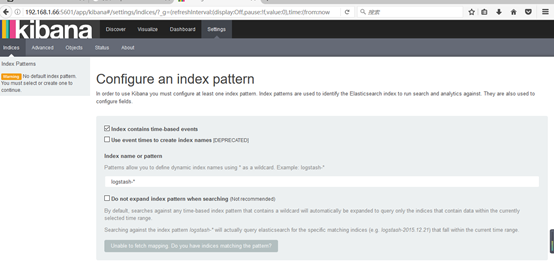 192.168.1.66:5601/app/kibana#/settings/indices/?_g=(refreshInterval:(display:Off,pause:!f,value:0),time:(from:now
搜索
kibana
Discover Visualize Dashboard Settings
Indices Advanced Objects Status About
Index Patterns
Warning No default index pattern.
You must select or create one to
continue.
Configure an index pattern
In order to use Kibana you must configure at least one index pattern. Index patterns are used to identify the Elasticsearch index to run search and analytics against. They are also used to
configure fields.
Index contains time-based events
Use event times to create index names [DEPRECATED]
Index name or pattern
Patterns allow you to define dynamic index names using * as a wildcard. Example: logstash-*
logstash-*
Do not expand index pattern when searching (Not recommended)
By default, searches against any time-based index pattern that contains a wildcard will automatically be expanded to query only the indices that contain data within the currently
selected time range.
Searching against the index pattern logstash-* will actually query elasticsearch for the specific matching indices (e.g. logstash-2015.12.21) that fall within the current time range.
Unable to fetch mapping. Do you have indices matching the pattern?